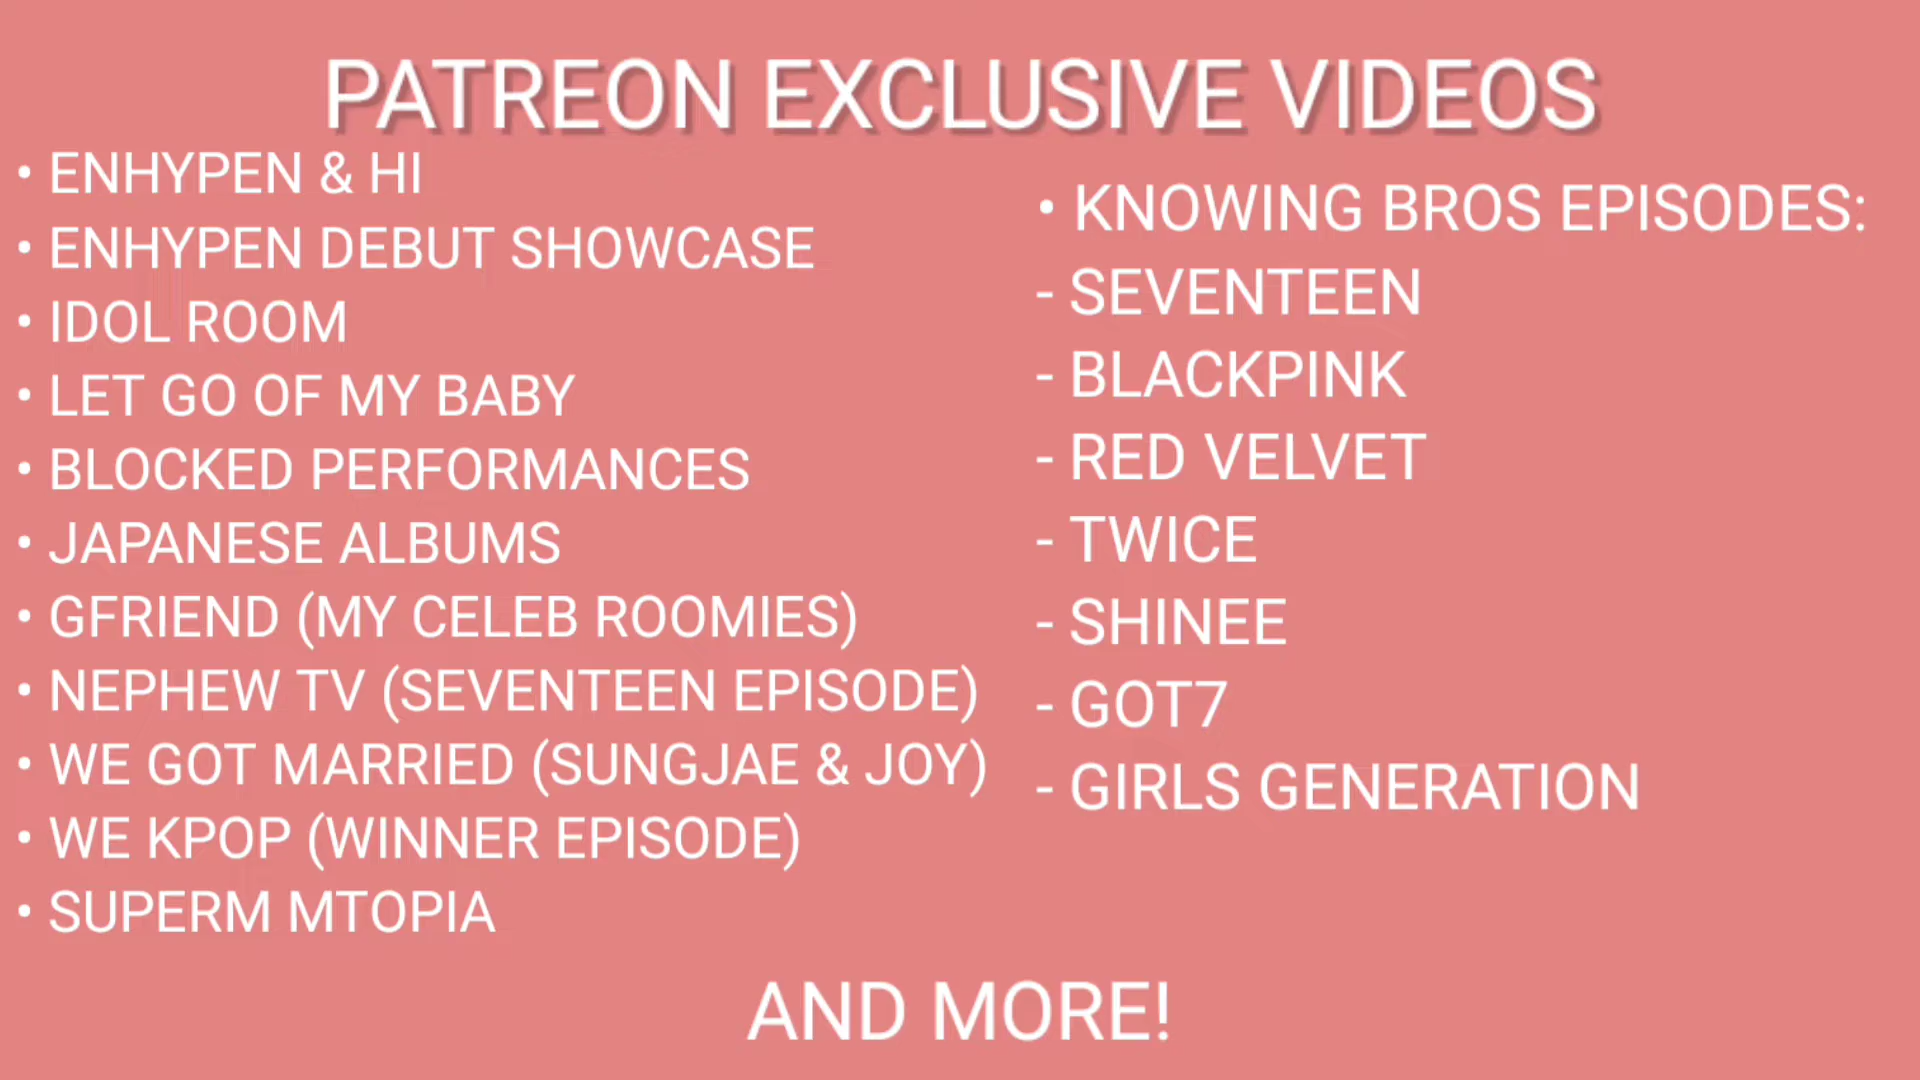 PATREON EXCLUSIVE VIDEOS
• ENHYPEN & HI
• ENHYPEN DEBUT SHOWCASE
• IDOL ROOM
• LET GO OF MY BABY
• BLOCKED PERFORMANCES
• JAPANESE ALBUMS
• GFRIEND (MY CELEB ROOMIES)
• NEPHEW TV (SEVENTEEN EPISODE)
• WE GOT MARRIED (SUNGJAE & JOY)
• WE KPOP (WINNER EPISODE)
• SUPERM MTOPIA
• KNOWING BROS EPISODES:
- SEVENTEEN
- BLACKPINK
- RED VELVET
- TWICE
- SHINEE
- GOT7
- GIRLS GENERATION
AND MORE!